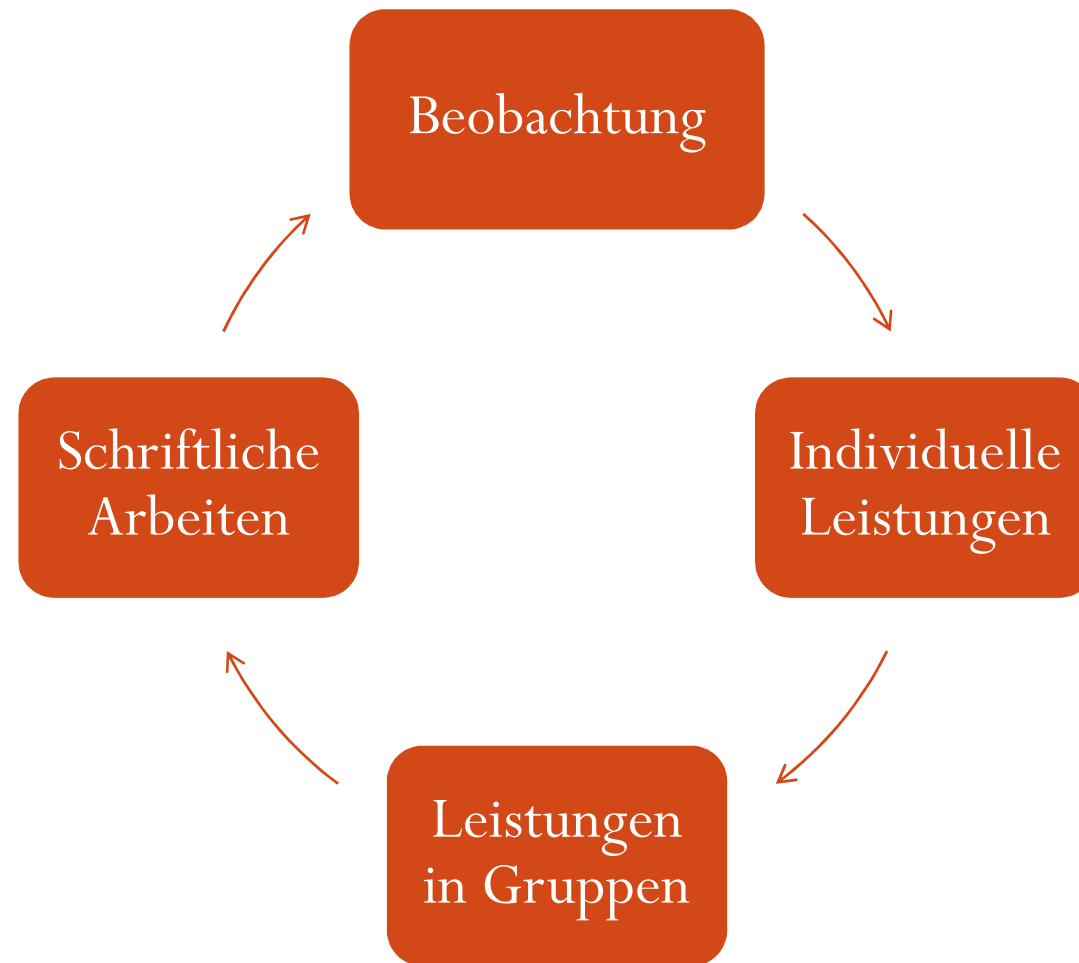 Beobachtung
Individuelle
Leistungen
Leistungen
in Gruppen
Schriftliche
Arbeiten